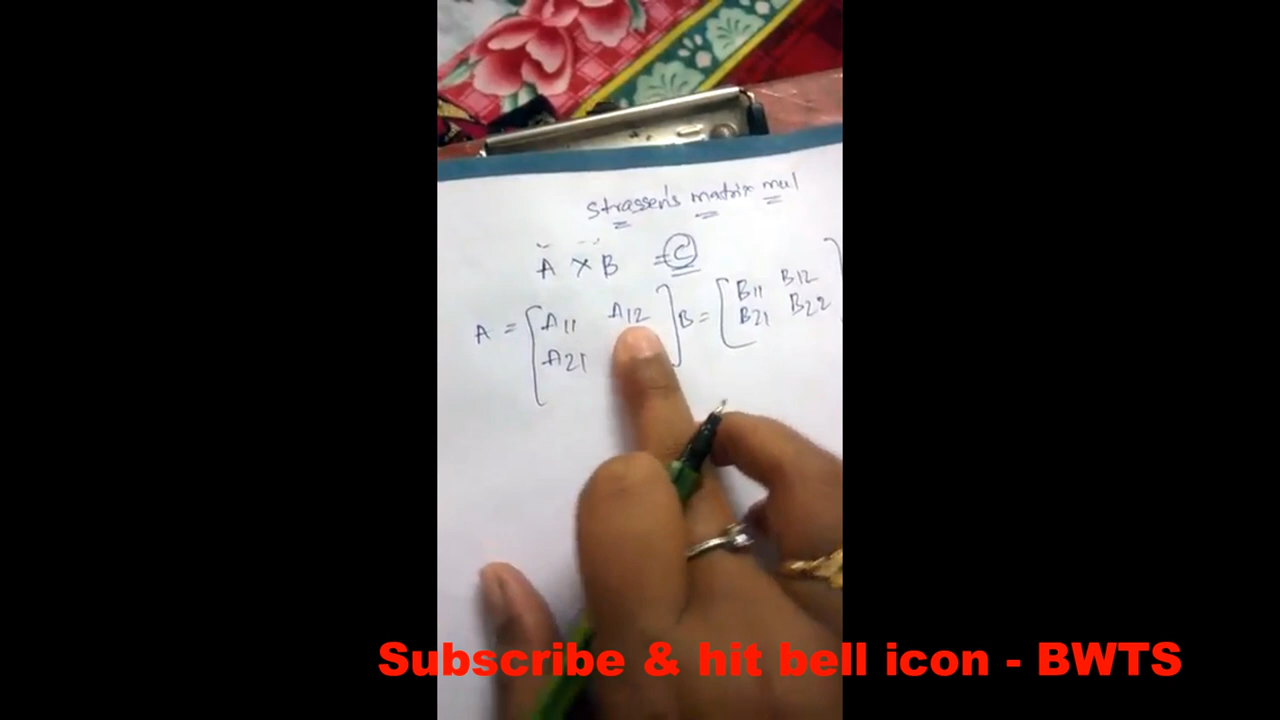 Strassen's matrix mul
A × B = C
A = [ A11 A12 ] B = [ B11 B12 ]
A21 B21 B22
Subscribe & hit bell icon - BWTS